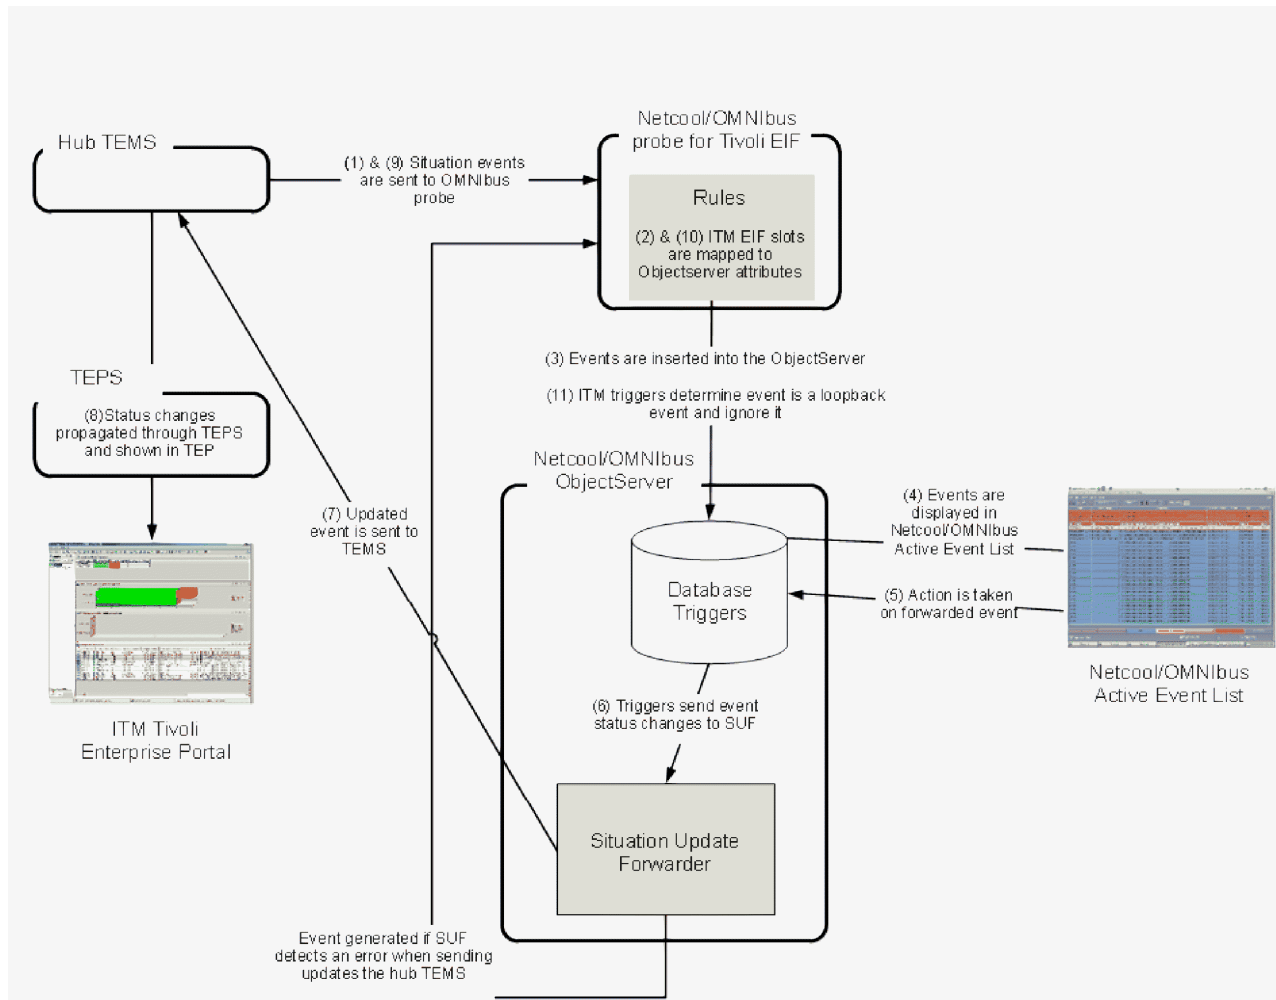 Hub TEMS
(1) & (9) Situation events
are sent to OMNIbus
probe
Netcool/OMNIbus
probe for Tivoli EIF
Rules
(2) & (10) ITM EIF slots
are mapped to
Objectserver attributes
(3) Events are inserted into the ObjectServer
(11) ITM triggers determine event is a loopback
event and ignore it
TEPS
(8)Status changes
propagated through TEPS
and shown in TEP
Netcool/OMNIbus
ObjectServer
(7) Updated
event is sent to
TEMS
(4) Events are
displayed in
Netcool/OMNIbus
Active Event List
Database
Triggers
(5) Action is taken
on forwarded event
Netcool/OMNIbus
Active Event List
ITM Tivoli
Enterprise Portal
(6) Triggers send event
status changes to SUF
Situation Update
Forwarder
Event generated if SUF
detects an error when sending
updates the hub TEMS